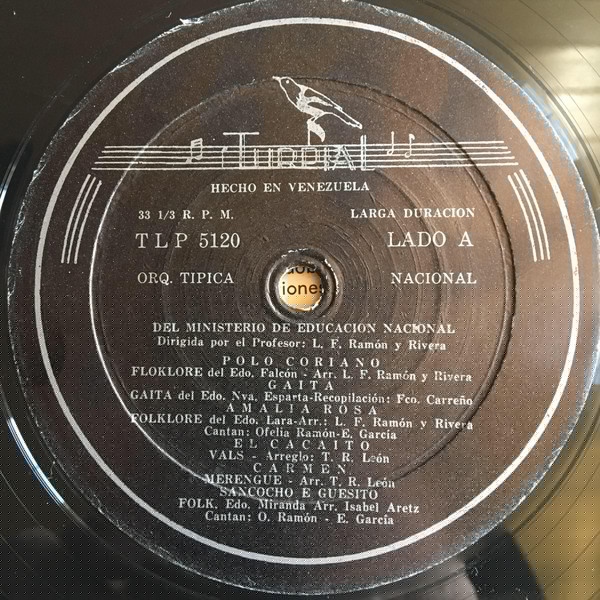 TURPIAL
HECHO EN VENEZUELA
33 1/3 R. P. M. LARGA DURACION
TLP 5120 LADO A
ORQ. TIPICA NACIONAL
iones
DEL MINISTERIO DE EDUCACION NACIONAL
Dirigida por el Profesor: L. F. Ramón y Rivera
POLO CORIANO
FLOKLORE del Edo. Falcón - Arr. L. F. Ramón y Rivera
GAITA
GAITA del Edo. Nva. Esparta-Recopilación: Fco. Carreño
AMALIA ROSA
FOLKLORE del Edo. Lara-Arr.: L. F. Ramón y Rivera
Cantan: Ofelia Ramón-E. García
EL CACAITO
VALS - Arreglo: T. R. León
CARMEN
MERENGUE - Arr. T. R. León
SANCOCHO E GUESITO
FOLK. Edo. Miranda Arr. Isabel Aretz
Cantan: O. Ramón - E. García